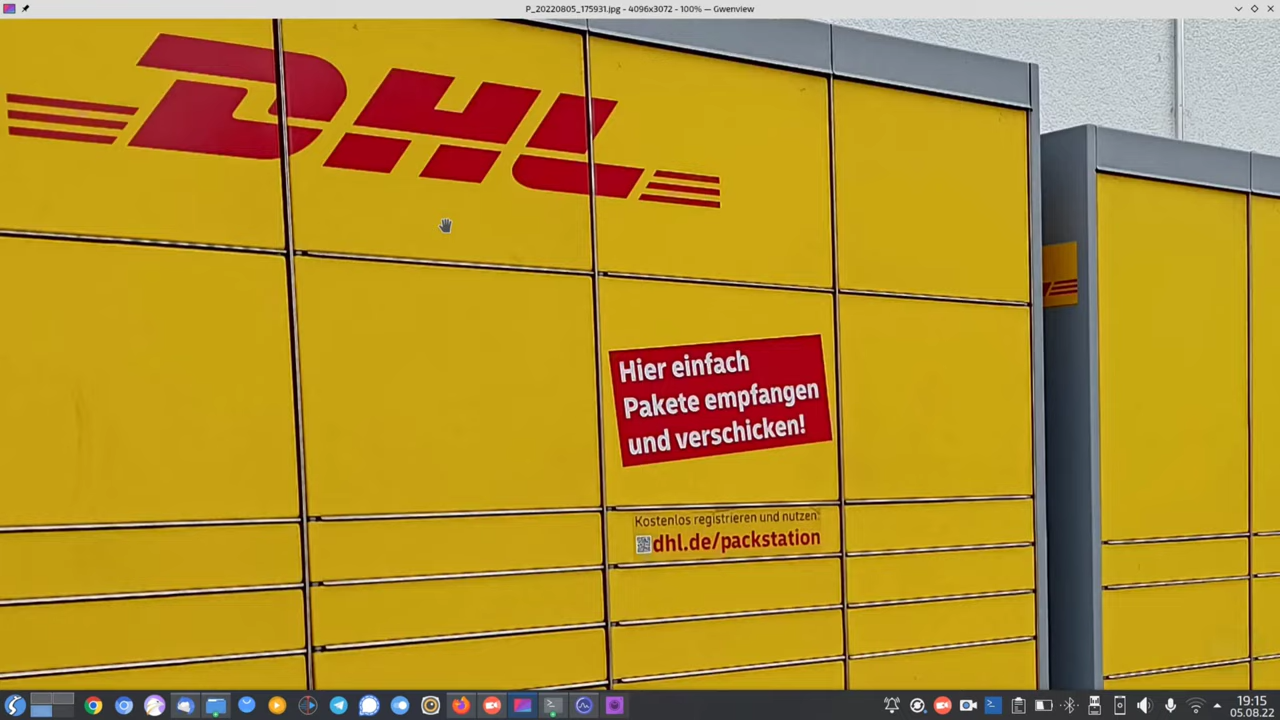 P_20220805_175931.jpg - 4096x3072 - 100% — Gwenview
DHL
Hier einfach
Pakete empfangen
und verschicken!
Kostenlos registrieren und nutzen:
dhl.de/packstation
19:15
05.08.22